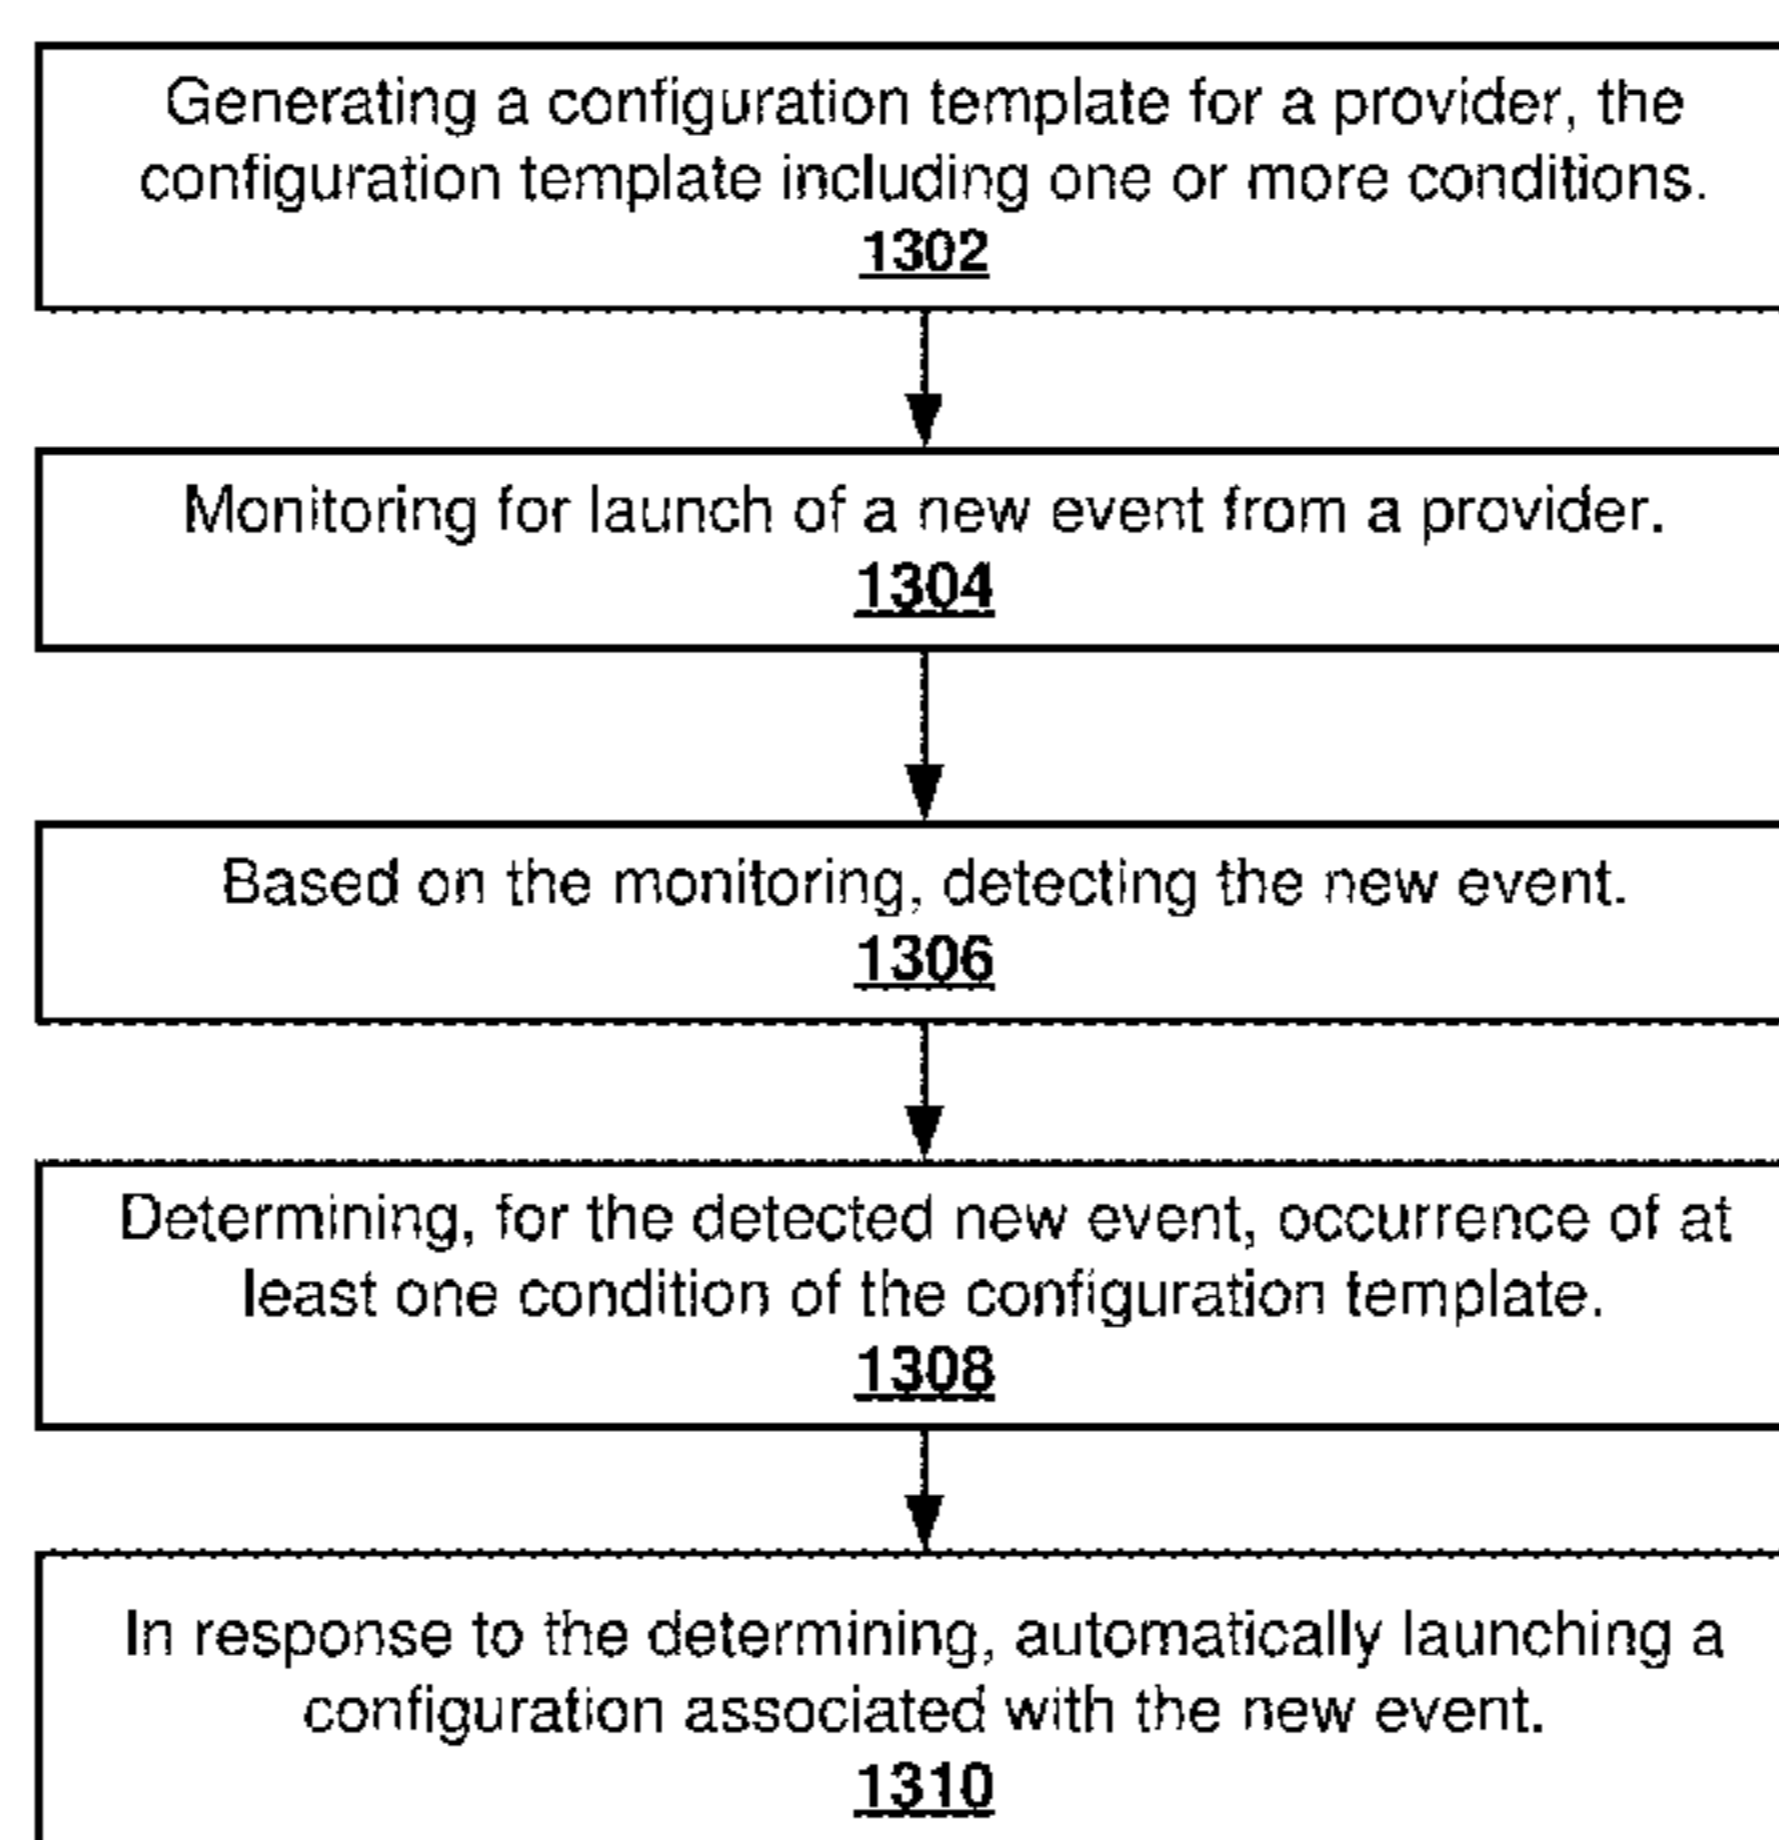 Generating a configuration template for a provider, the
configuration template including one or more conditions.
1302
Monitoring for launch of a new event from a provider.
1304
Based on the monitoring, detecting the new event.
1306
Determining, for the detected new event, occurrence of at
least one condition of the configuration template.
1308
In response to the determining, automatically launching a
configuration associated with the new event.
1310